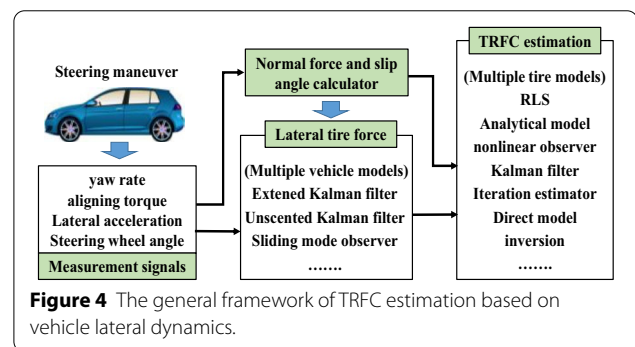 Steering maneuver
yaw rate
aligning torque
Lateral acceleration
Steering wheel angle
Measurement signals
Normal force and slip
angle calculator
Lateral tire force
(Multiple vehicle models)
Extened Kalman filter
Unscented Kalman filter
Sliding mode observer
…….
TRFC estimation
(Multiple tire models)
RLS
Analytical model
nonlinear observer
Kalman filter
Iteration estimator
Direct model
inversion
…….
Figure 4 The general framework of TRFC estimation based on
vehicle lateral dynamics.